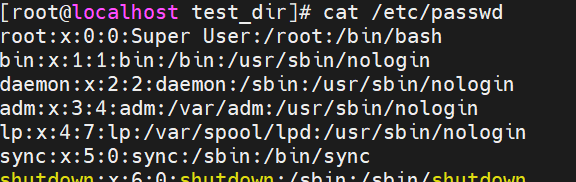 [root@localhost test_dir]# cat /etc/passwd
root:x:0:0:Super User:/root:/bin/bash
bin:x:1:1:bin:/bin:/usr/sbin/nologin
daemon:x:2:2:daemon:/sbin:/usr/sbin/nologin
adm:x:3:4:adm:/var/adm:/usr/sbin/nologin
lp:x:4:7:lp:/var/spool/lpd:/usr/sbin/nologin
sync:x:5:0:sync:/sbin:/bin/sync
shutdown:x:6:0:shutdown:/sbin:/sbin/shutdown